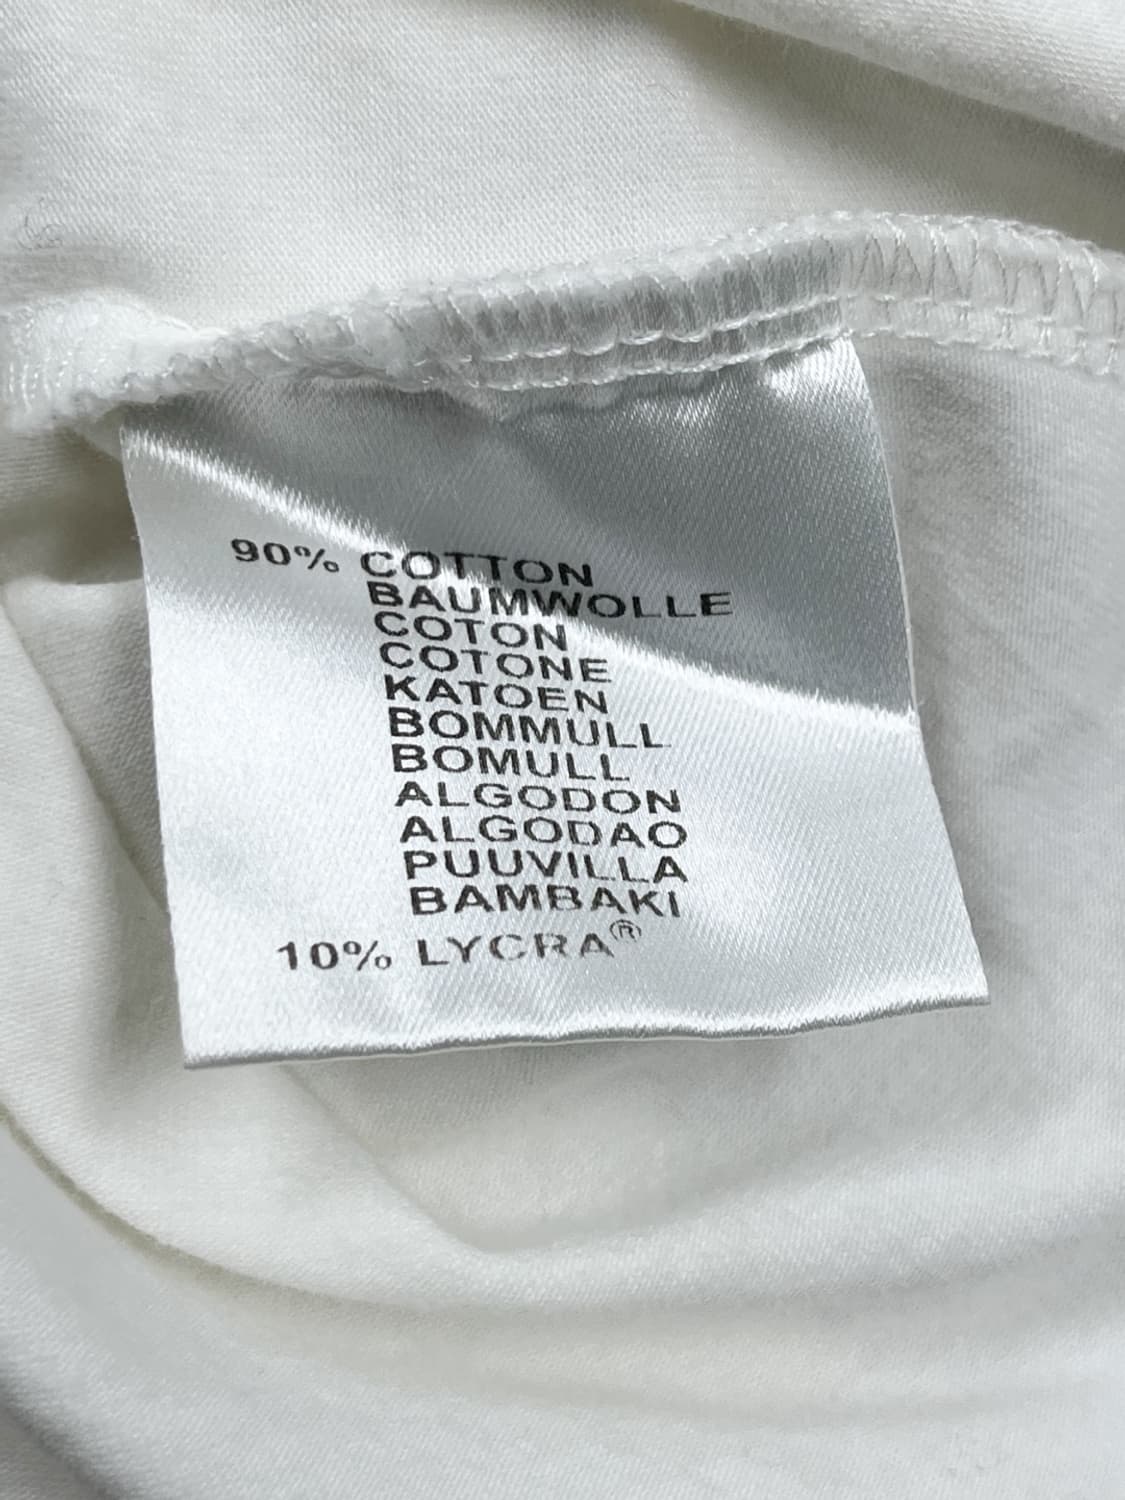 90% COTTON
BAUMWOLLE
COTON
COTONE
KATOEN
BOMMULL
BOMULL
ALGODON
ALGODAO
PUUVILLA
BAMBAKI
10% LYCRA®